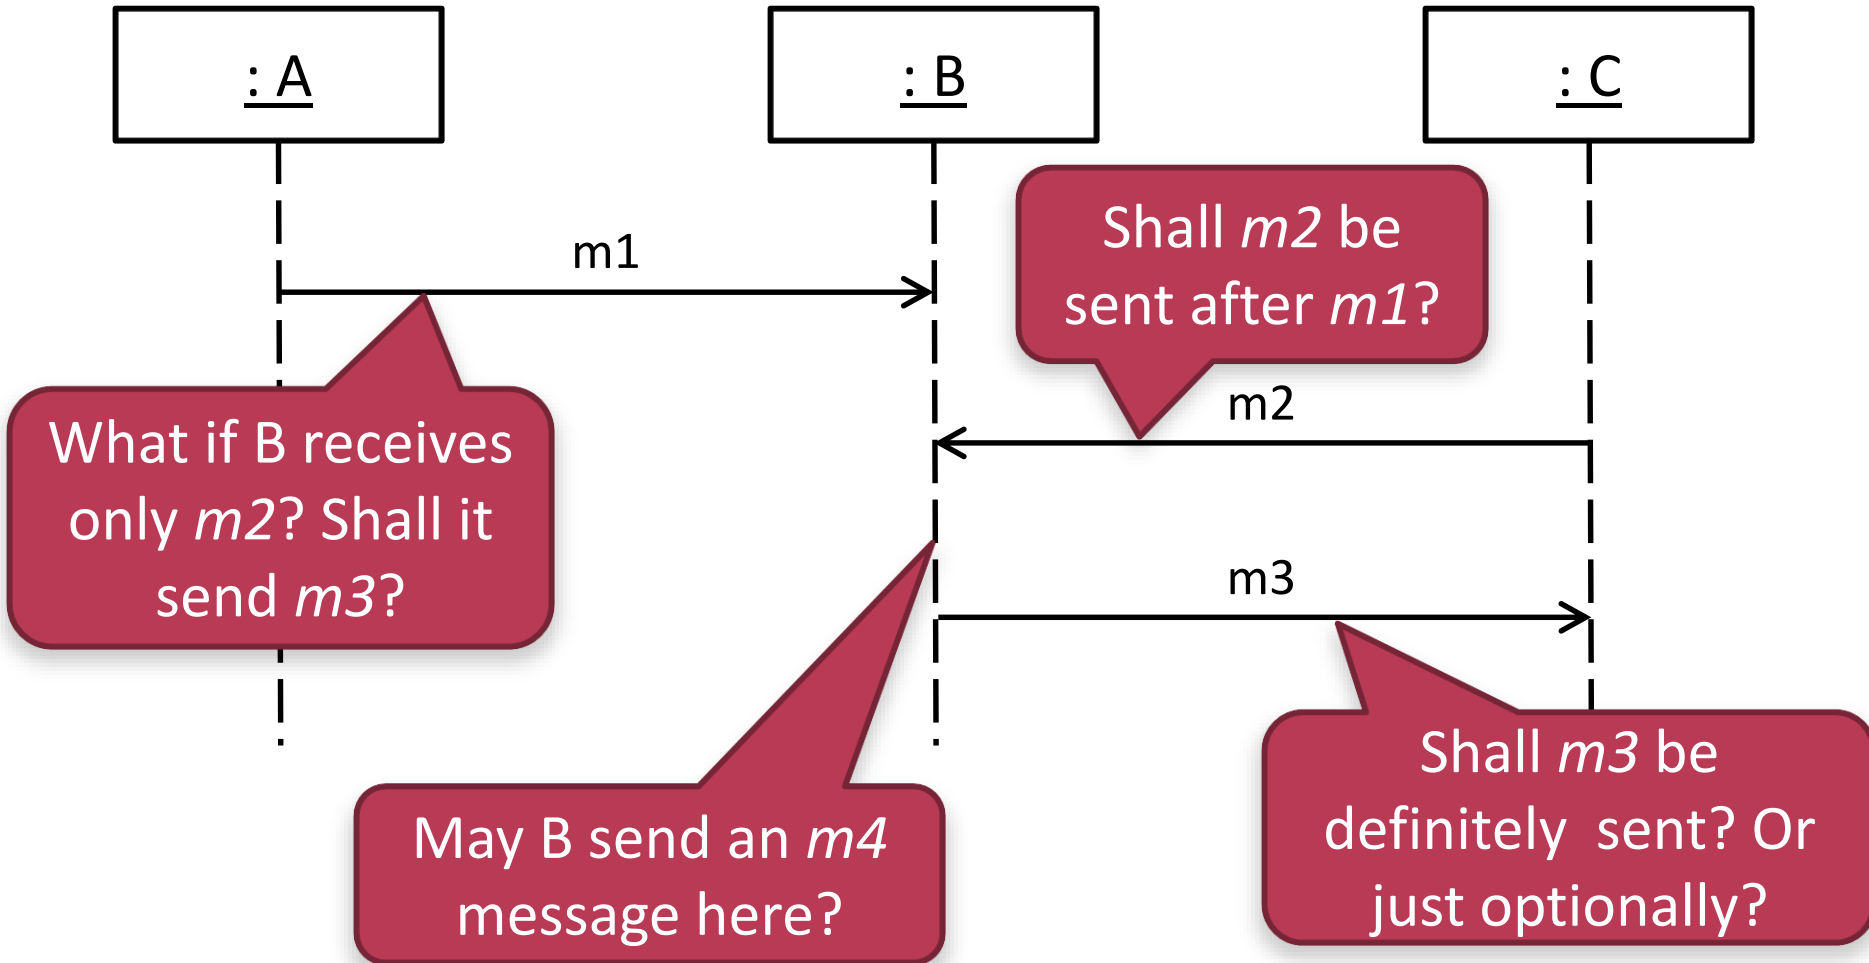 : A
: B
: C
m1
Shall m2 be
sent after m1?
m2
What if B receives
only m2? Shall it
send m3?
m3
May B send an m4
message here?
Shall m3 be
definitely  sent? Or
just optionally?